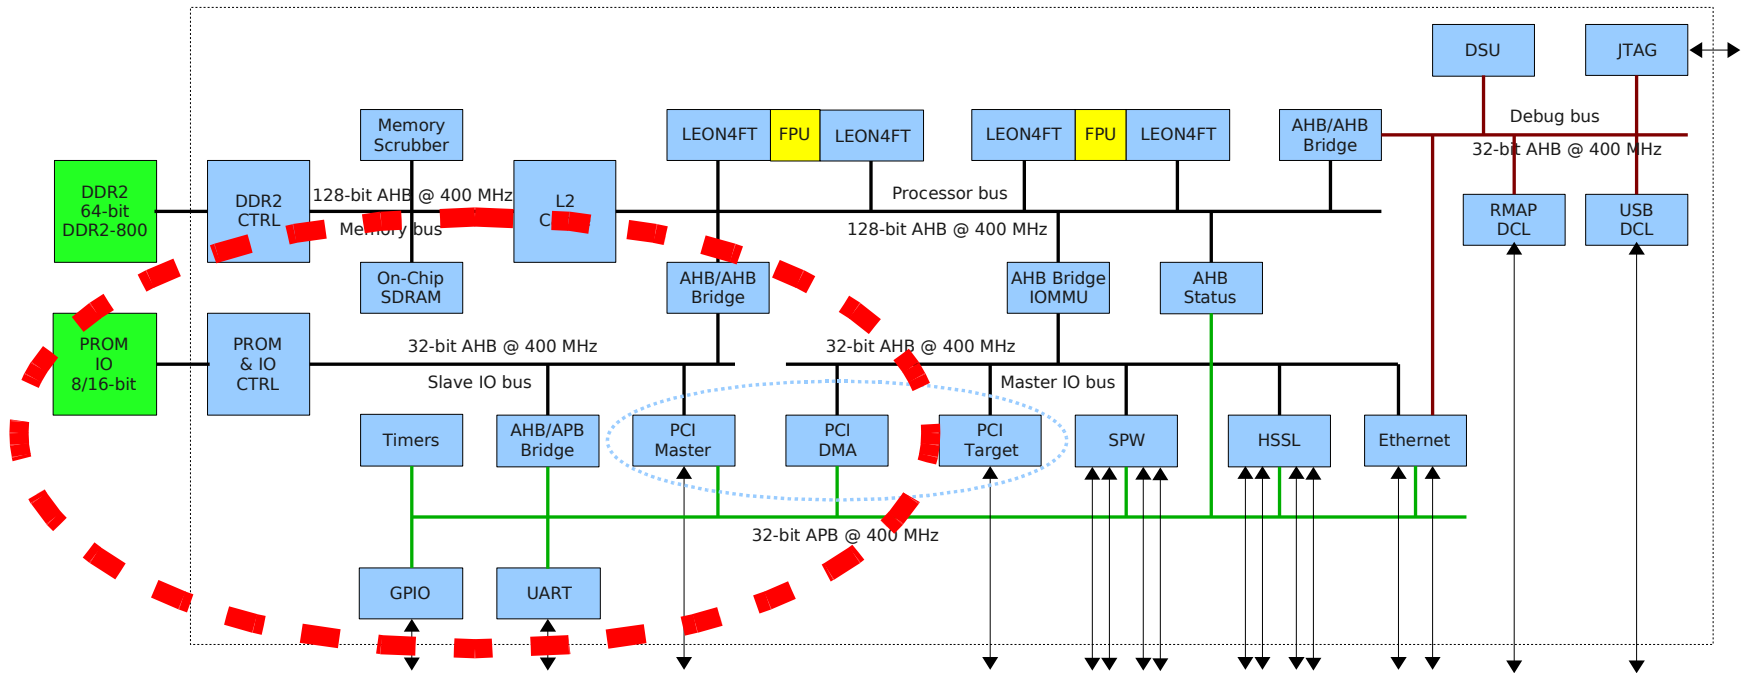 DSU
JTAG
Memory
Scrubber
LEON4FT
FPU
LEON4FT
LEON4FT
FPU
LEON4FT
AHB/AHB
Bridge
Debug bus
32-bit AHB @ 400 MHz
DDR2
64-bit
DDR2-800
DDR2
CTRL
128-bit AHB @ 400 MHz
Memory bus
L2
Processor bus
128-bit AHB @ 400 MHz
RMAP
DCL
USB
DCL
On-Chip
SDRAM
AHB/AHB
Bridge
AHB Bridge
IOMMU
AHB
Status
PROM
IO
8/16-bit
PROM
& IO
CTRL
32-bit AHB @ 400 MHz
Slave IO bus
32-bit AHB @ 400 MHz
Master IO bus
Timers
AHB/APB
Bridge
PCI
Master
PCI
DMA
PCI
Target
SPW
HSSL
Ethernet
32-bit APB @ 400 MHz
GPIO
UART